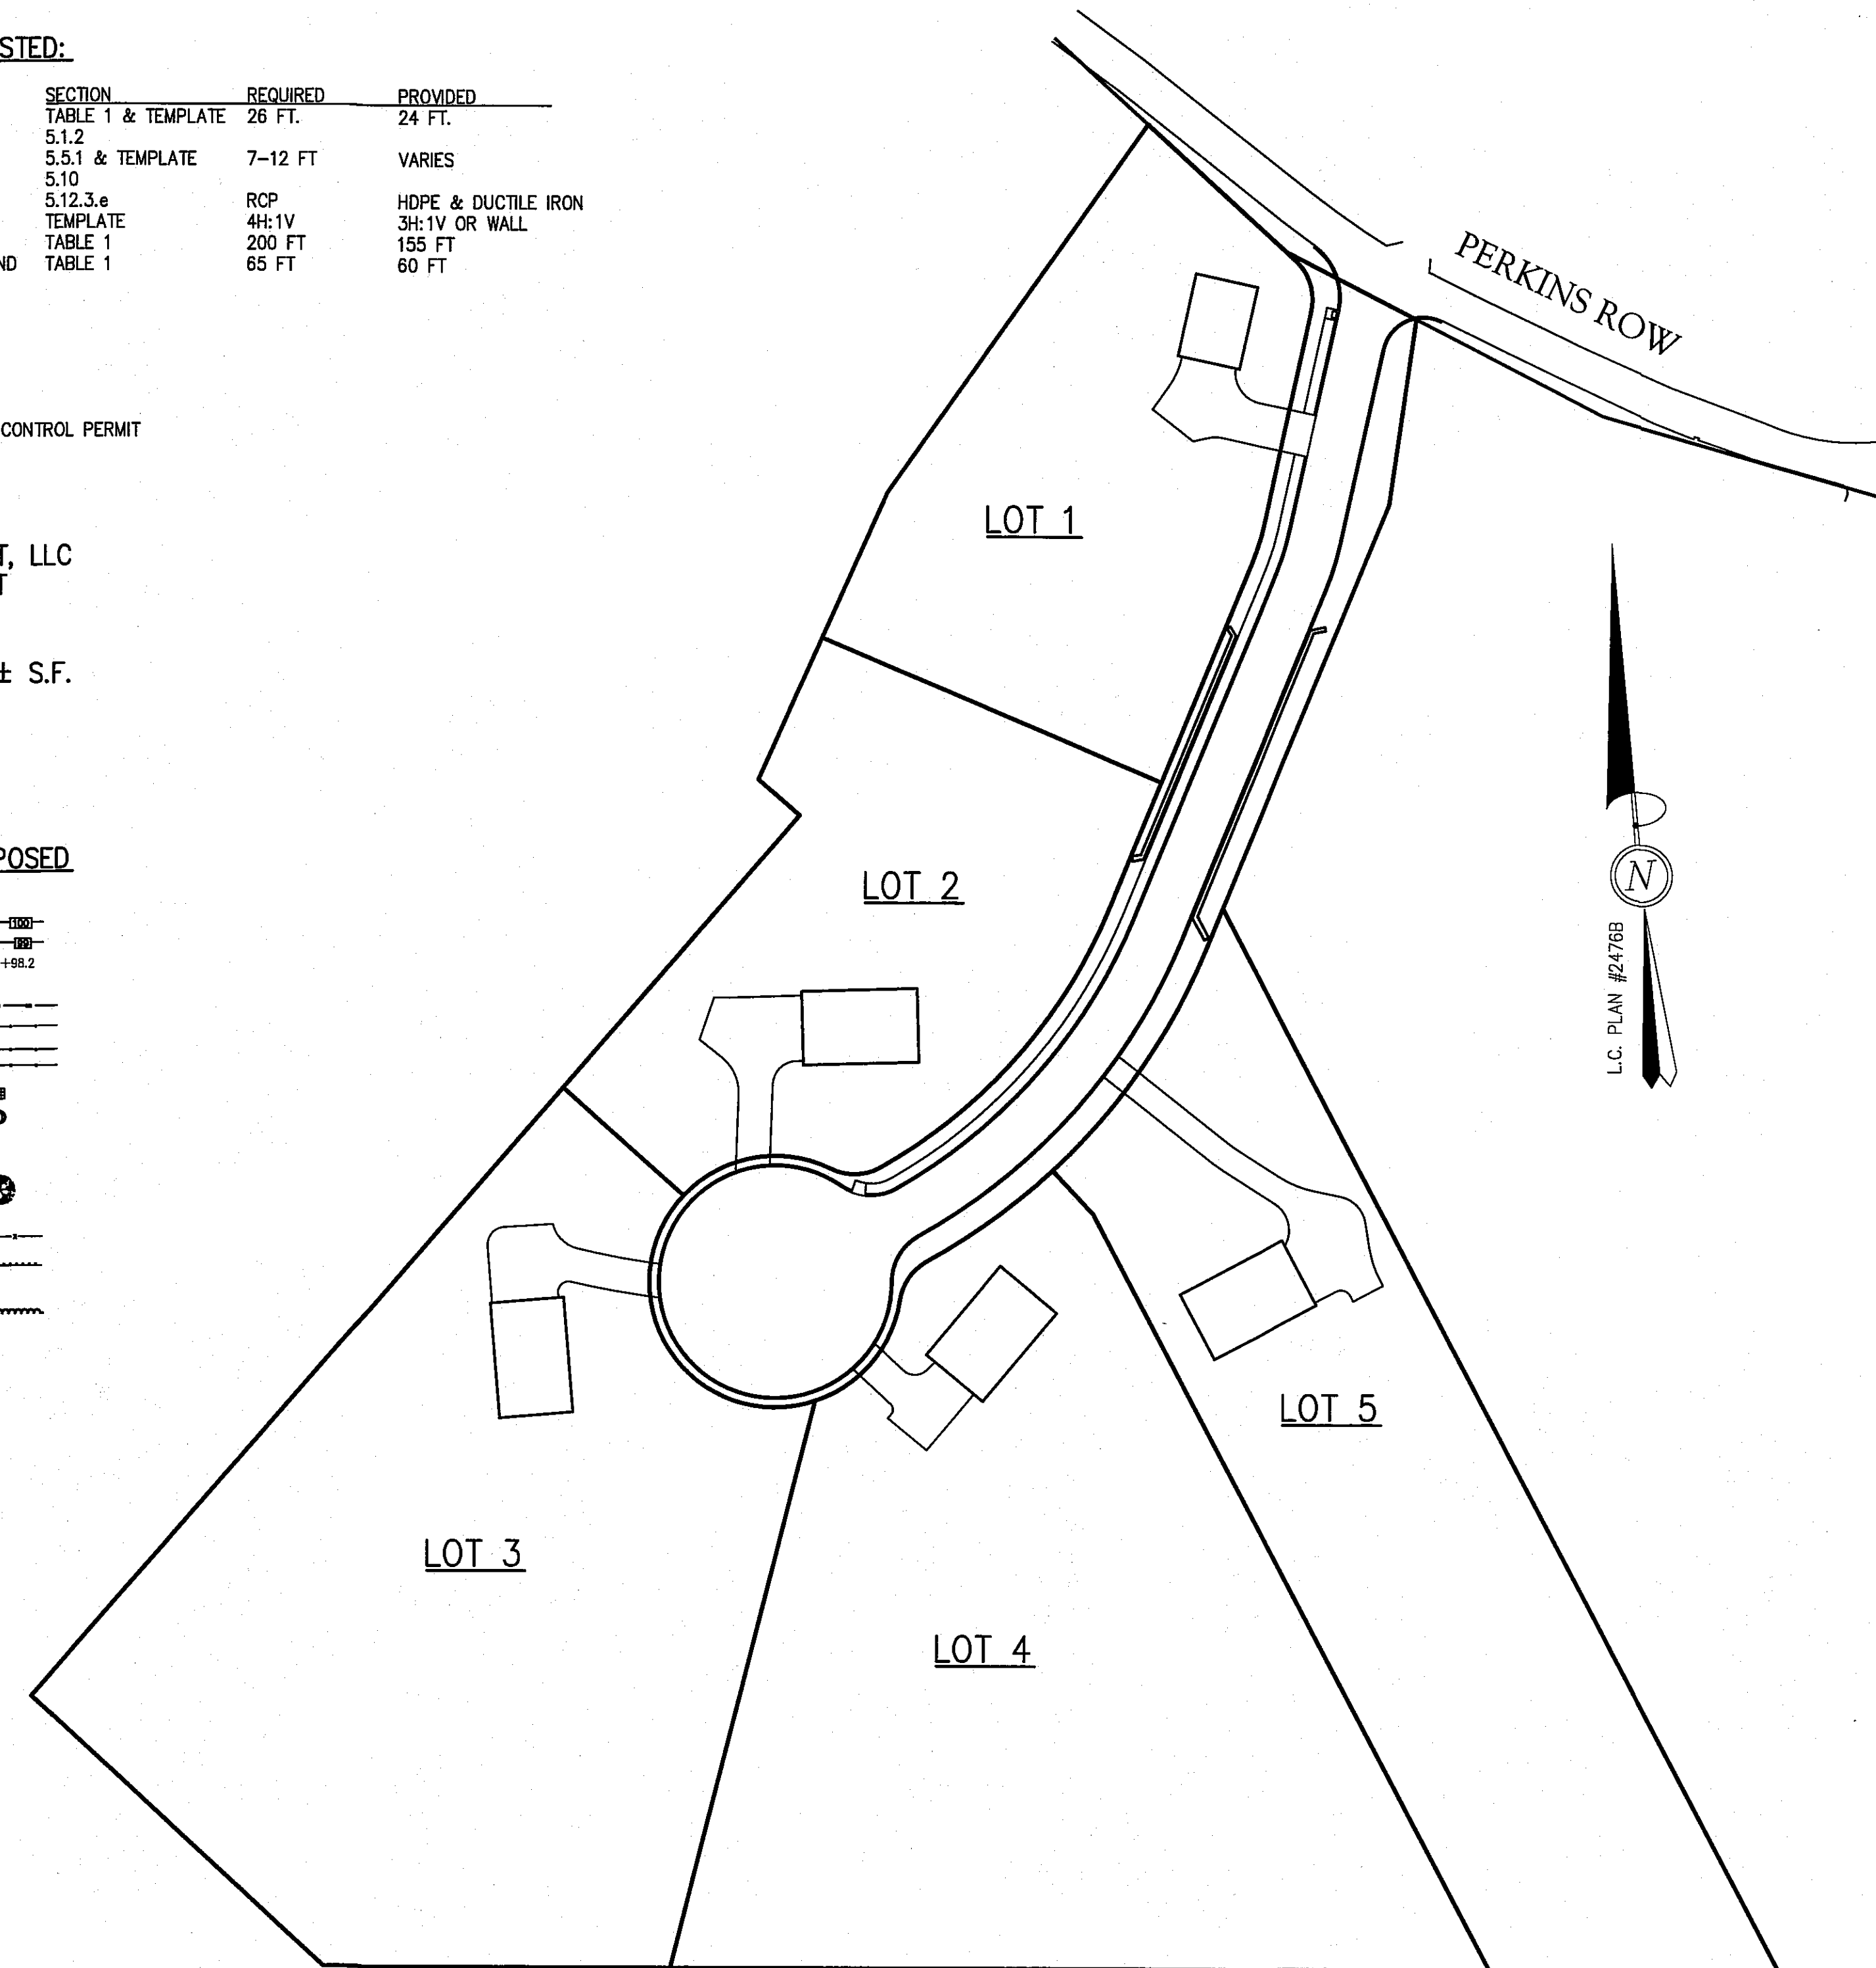 STED:
SECTION REQUIRED PROVIDED
TABLE 1 & TEMPLATE 26 FT. 24 FT.
5.1.2
5.5.1 & TEMPLATE 7-12 FT VARIES
5.10
5.12.3.e RCP HDPE & DUCTILE IRON
TEMPLATE 4H:1V 3H:1V OR WALL
TABLE 1 200 FT 155 FT
ND TABLE 1 65 FT 60 FT
CONTROL PERMIT
T, LLC
T
± S.F.
POSED
100
99
+98.2
PERKINS ROW
LOT 1
LOT 2
N
L.C. PLAN #2476B
LOT 5
LOT 3
LOT 4